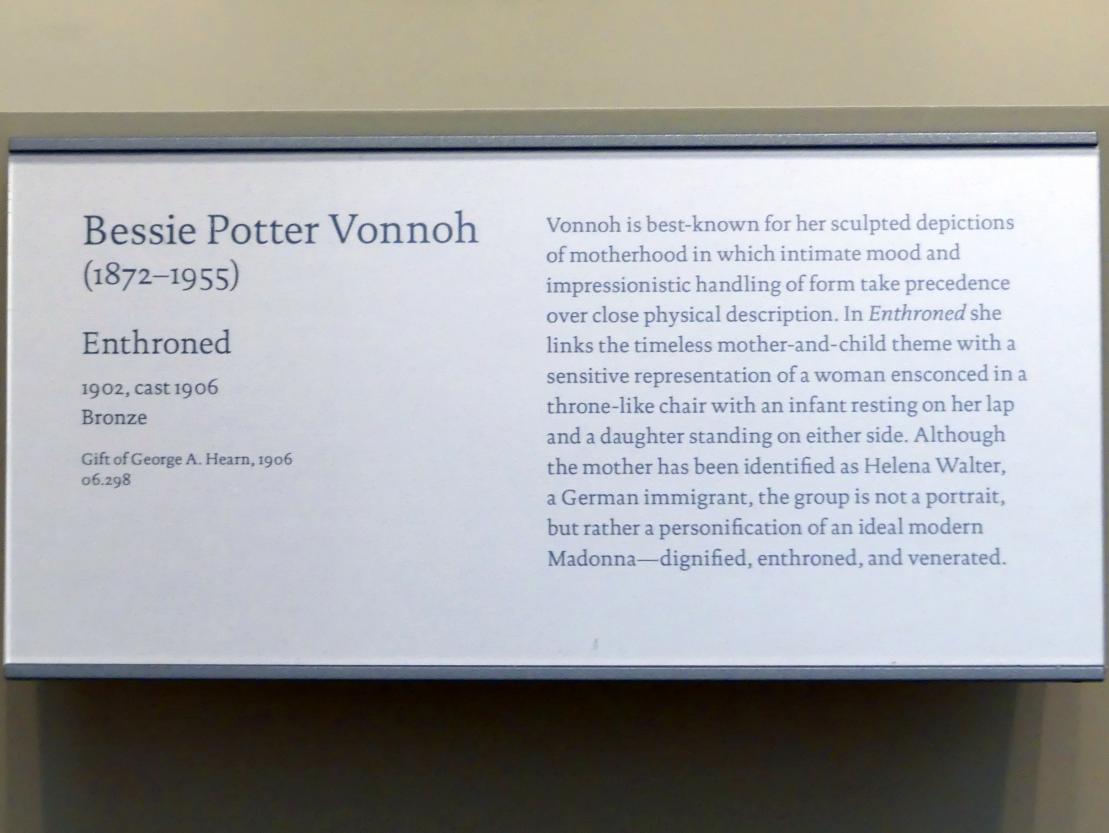 Bessie Potter Vonnoh
(1872–1955)
Enthroned
1902, cast 1906
Bronze
Gift of George A. Hearn, 1906
06.298
Vonnoh is best-known for her sculpted depictions
of motherhood in which intimate mood and
impressionistic handling of form take precedence
over close physical description. In Enthroned she
links the timeless mother-and-child theme with a
sensitive representation of a woman ensconced in a
throne-like chair with an infant resting on her lap
and a daughter standing on either side. Although
the mother has been identified as Helena Walter,
a German immigrant, the group is not a portrait,
but rather a personification of an ideal modern
Madonna—dignified, enthroned, and venerated.